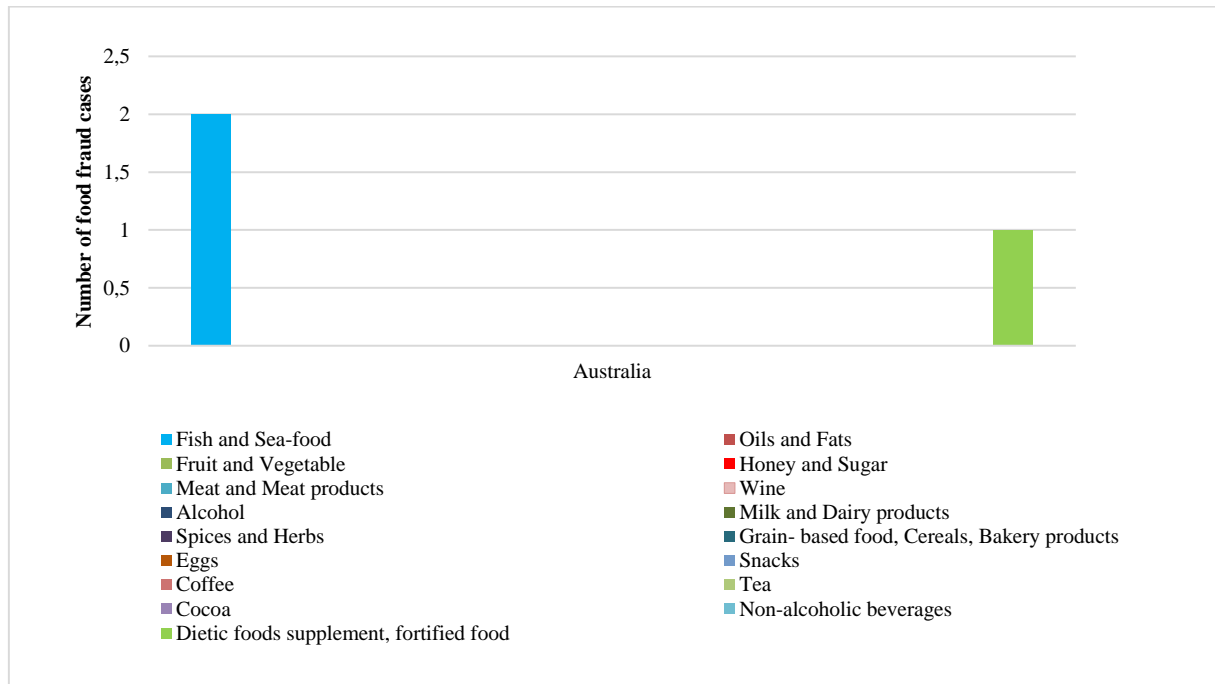 Number of food fraud cases
2,5
2
1,5
1
0,5
0
Australia
Fish and Sea-food
Oils and Fats
Fruit and Vegetable
Honey and Sugar
Meat and Meat products
Wine
Alcohol
Milk and Dairy products
Spices and Herbs
Grain- based food, Cereals, Bakery products
Eggs
Snacks
Coffee
Tea
Cocoa
Non-alcoholic beverages
Dietic foods supplement, fortified food